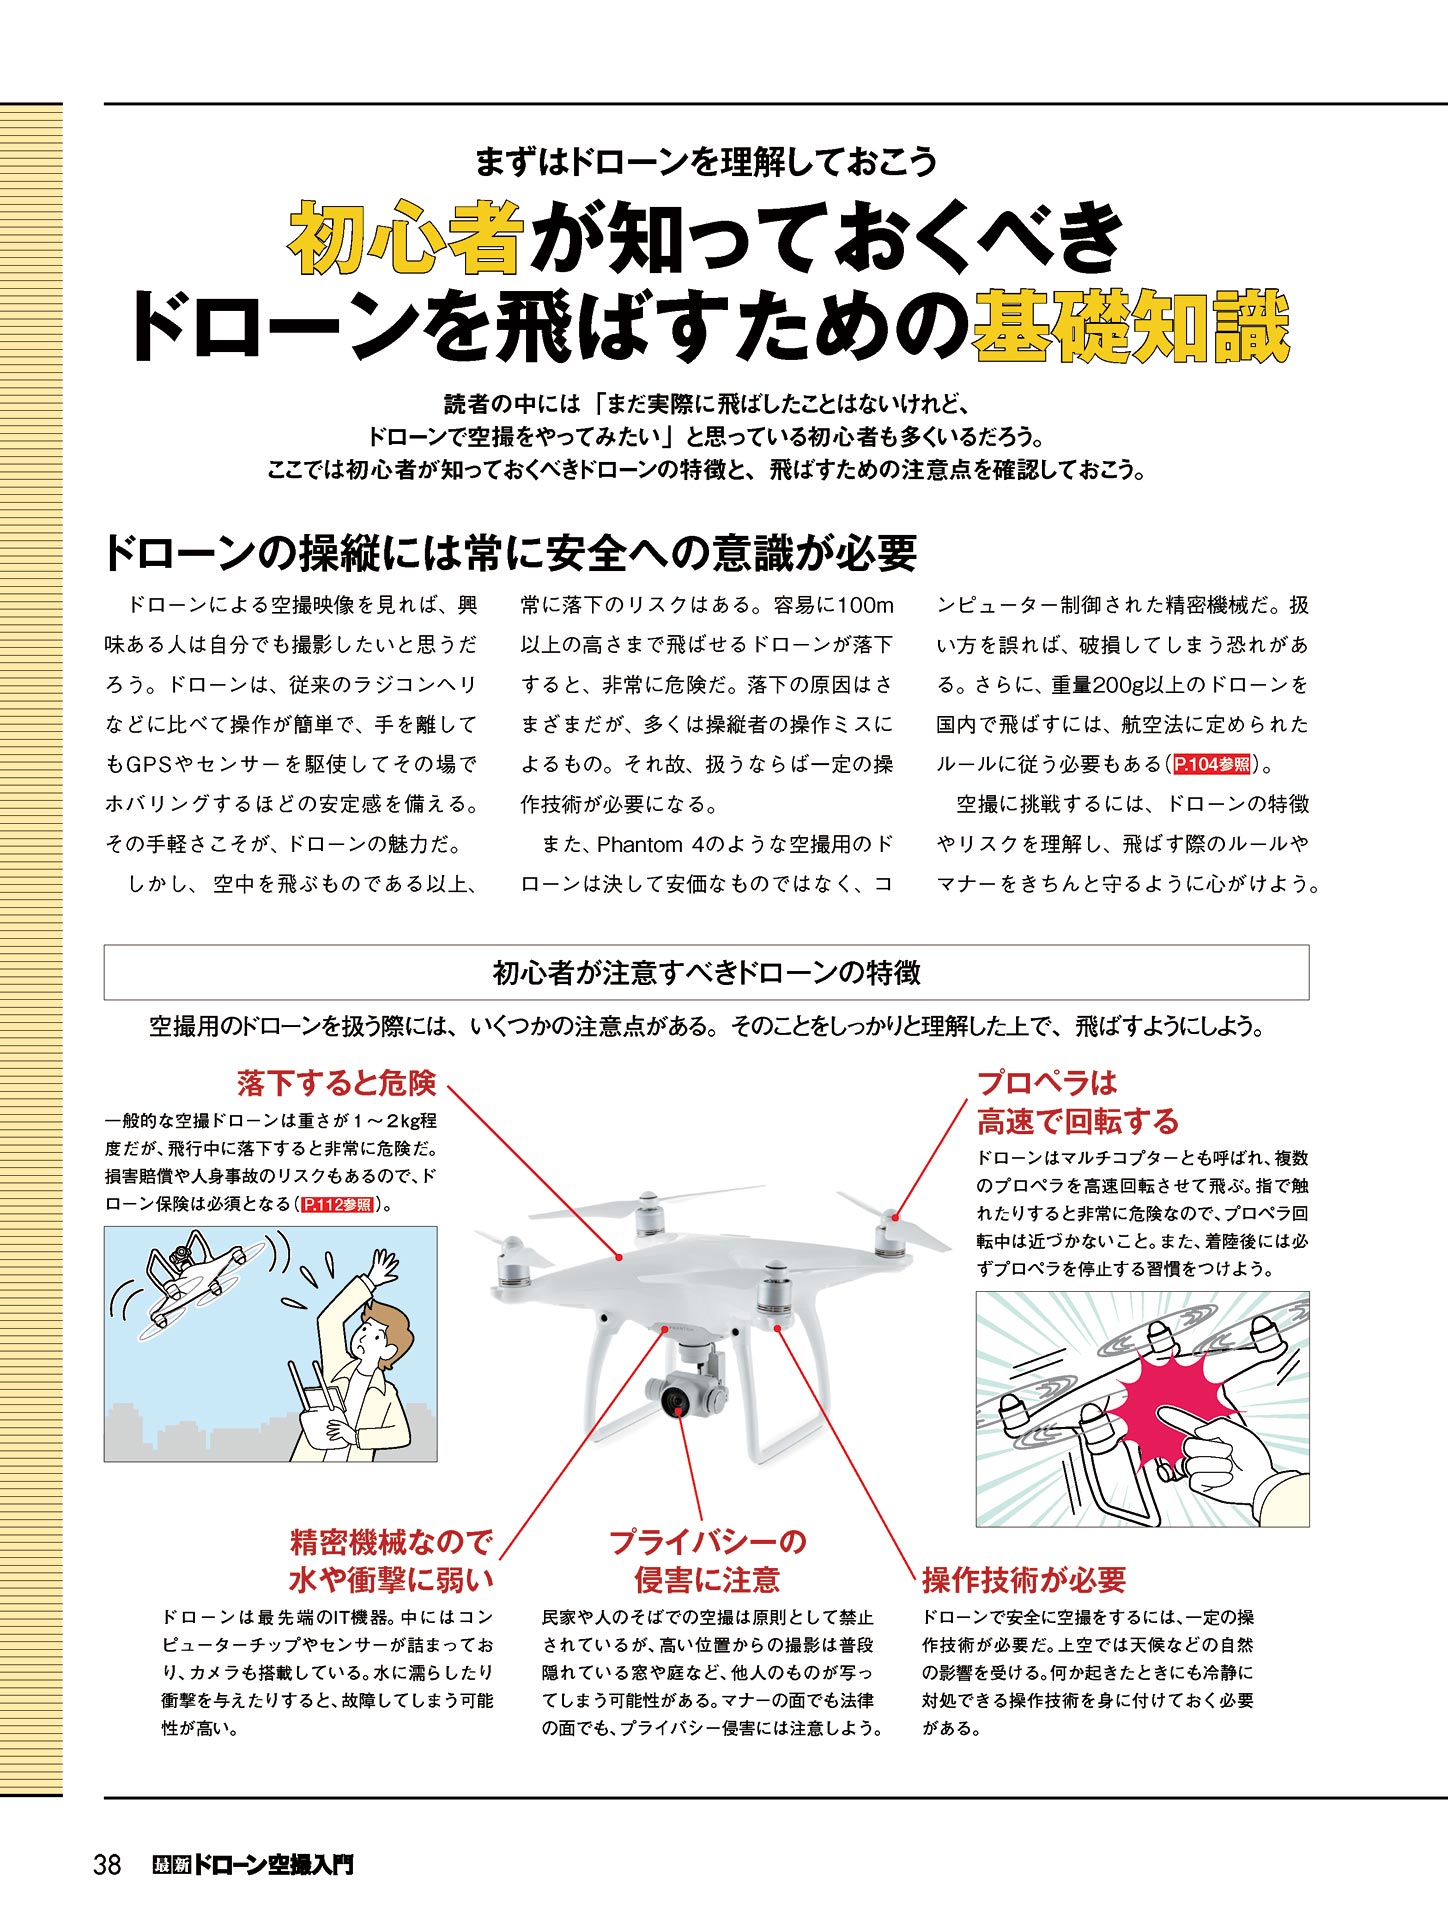 まずはドローンを理解しておこう
初心者が知っておくべき
ドローンを飛ばすための基礎知識
読者の中には「まだ実際に飛ばしたことはないけれど、
ドローンで空撮をやってみたい」と思っている初心者も多くいるだろう。
ここでは初心者が知っておくべきドローンの特徴と、飛ばすための注意点を確認しておこう。
ドローンの操縦には常に安全への意識が必要
ドローンによる空撮映像を見れば、興
味ある人は自分でも撮影したいと思うだ
ろう。ドローンは、従来のラジコンヘリ
などに比べて操作が簡単で、手を離して
もGPSやセンサーを駆使してその場で
ホバリングするほどの安定感を備える。
その手軽さこそが、ドローンの魅力だ。
しかし、空中を飛ぶものである以上、
常に落下のリスクはある。容易に100m
以上の高さまで飛ばせるドローンが落下
すると、非常に危険だ。落下の原因はさ
まざまだが、多くは操縦者の操作ミスに
よるもの。それ故、扱うならば一定の操
作技術が必要になる。
また、Phantom 4のような空撮用のド
ローンは決して安価なものではなく、コ
ンピューター制御された精密機械だ。扱
い方を誤れば、破損してしまう恐れがあ
る。さらに、重量200g以上のドローンを
国内で飛ばすには、航空法に定められた
ルールに従う必要もある(P.104参照)。
空撮に挑戦するには、ドローンの特徴
やリスクを理解し、飛ばす際のルールや
マナーをきちんと守るように心がけよう。
初心者が注意すべきドローンの特徴
空撮用のドローンを扱う際には、いくつかの注意点がある。そのことをしっかりと理解した上で、飛ばすようにしよう。
落下すると危険
一般的な空撮ドローンは重さが1～2kg程
度だが、飛行中に落下すると非常に危険だ。
損害賠償や人身事故のリスクもあるので、ド
ローン保険は必須となる(P.112参照)。
プロペラは
高速で回転する
ドローンはマルチコプターとも呼ばれ、複数
のプロペラを高速回転させて飛ぶ。指で触
れたりすると非常に危険なので、プロペラ回
転中は近づかないこと。また、着陸後には必
ずプロペラを停止する習慣をつけよう。
PHANTOM
精密機械なので
水や衝撃に弱い
ドローンは最先端のIT機器。中にはコン
ピューターチップやセンサーが詰まってお
り、カメラも搭載している。水に濡らしたり
衝撃を与えたりすると、故障してしまう可能
性が高い。
プライバシーの
侵害に注意
民家や人のそばでの空撮は原則として禁止
されているが、高い位置からの撮影は普段
隠れている窓や庭など、他人のものが写っ
てしまう可能性がある。マナーの面でも法律
の面でも、プライバシー侵害には注意しよう。
操作技術が必要
ドローンで安全に空撮をするには、一定の操
作技術が必要だ。上空では天候などの自然
の影響を受ける。何か起きたときにも冷静に
対処できる操作技術を身に付けておく必要
がある。
38 最新ドローン空撮入門